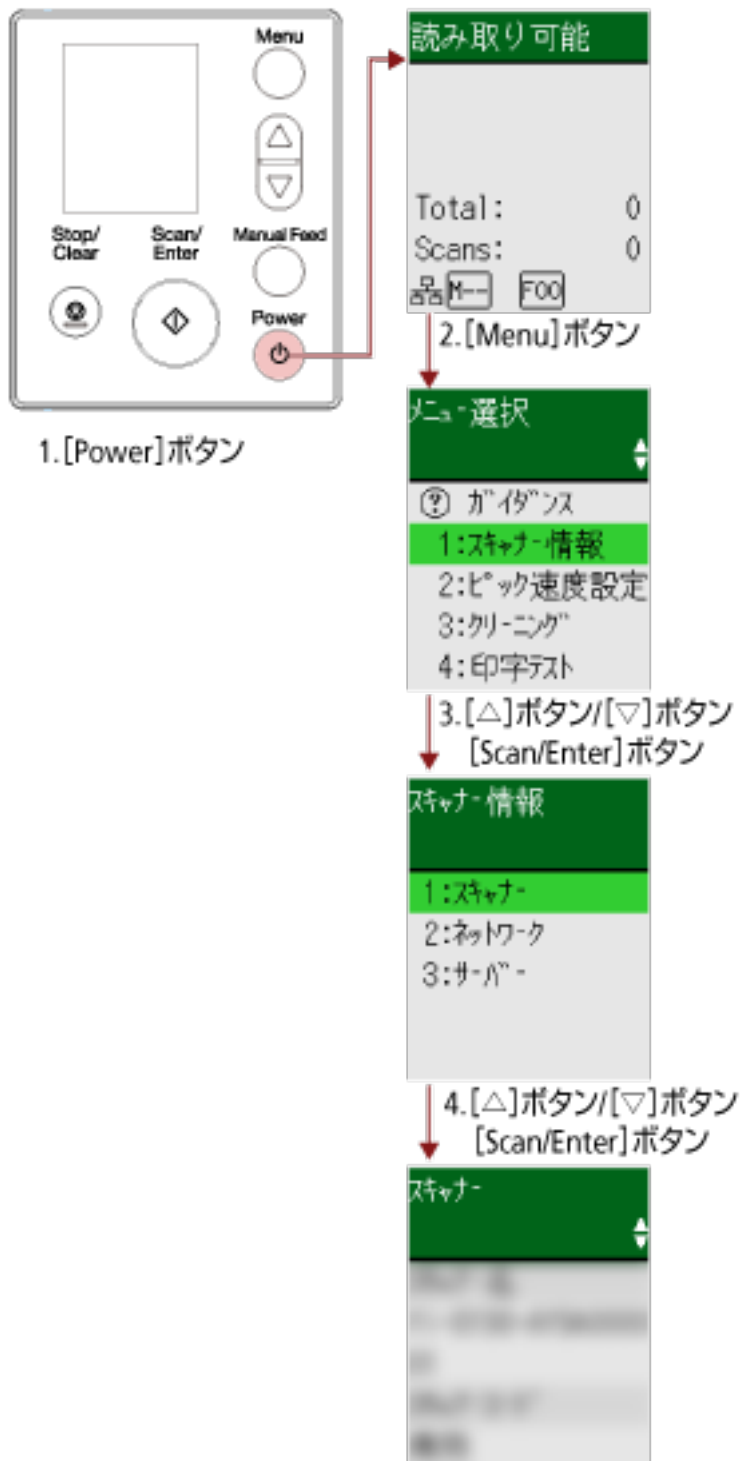 Menu
Stop/
Clear
Scan/
Enter
Manual Feed
Power
1.[Power]ボタン
読み取り可能
Total: 0
Scans: 0
M-- F00
2.[Menu]ボタン
ﾒﾆｭｰ選択
? ｶﾞｲﾀﾞﾝｽ
1:ｽｷｬﾅｰ情報
2:ﾋﾟｯｸ速度設定
3:ｸﾘｰﾆﾝｸﾞ
4:印字ﾃｽﾄ
3.[△]ボタン/[▽]ボタン
[Scan/Enter]ボタン
ｽｷｬﾅｰ情報
1:ｽｷｬﾅｰ
2:ﾈｯﾄﾜｰｸ
3:ｻｰﾊﾞｰ
4.[△]ボタン/[▽]ボタン
[Scan/Enter]ボタン
ｽｷｬﾅｰ